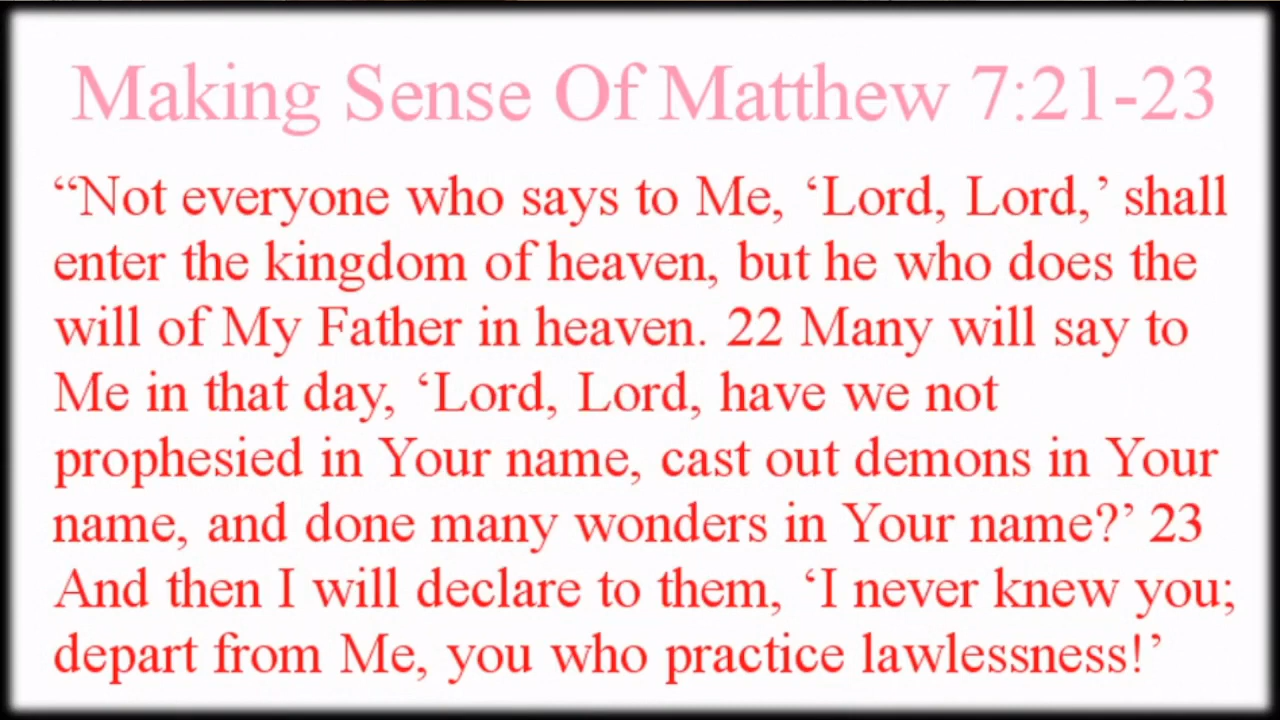 Making Sense Of Matthew 7:21-23
“Not everyone who says to Me, ‘Lord, Lord,’ shall
enter the kingdom of heaven, but he who does the
will of My Father in heaven. 22 Many will say to
Me in that day, ‘Lord, Lord, have we not
prophesied in Your name, cast out demons in Your
name, and done many wonders in Your name?’ 23
And then I will declare to them, ‘I never knew you;
depart from Me, you who practice lawlessness!’